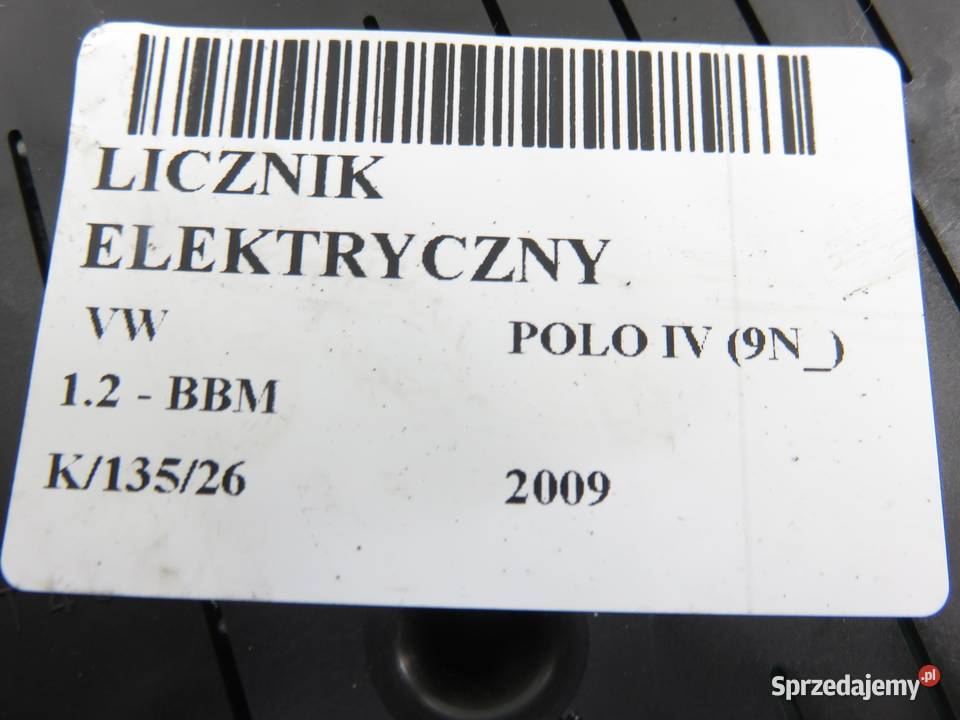 LICZNIK
ELEKTRYCZNY
VW POLO IV (9N_)
1.2 - BBM
K/135/26 2009
Sprzedajemy.pl